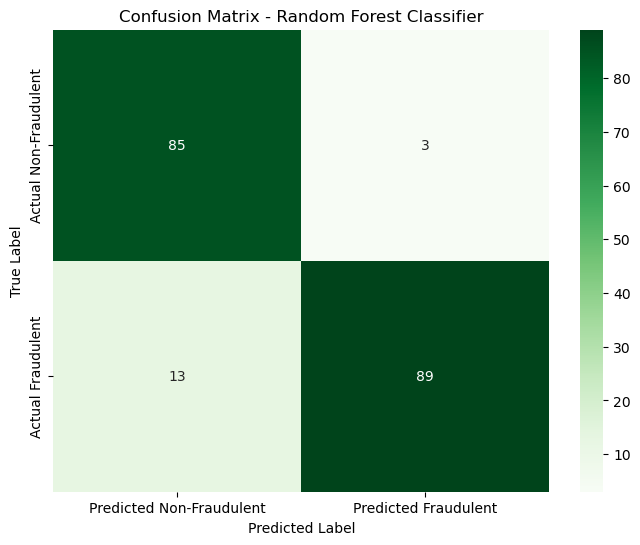 Confusion Matrix - Random Forest Classifier
True Label
Actual Non-Fraudulent
Actual Fraudulent
85
3
13
89
Predicted Non-Fraudulent
Predicted Fraudulent
Predicted Label
80
70
60
50
40
30
20
10